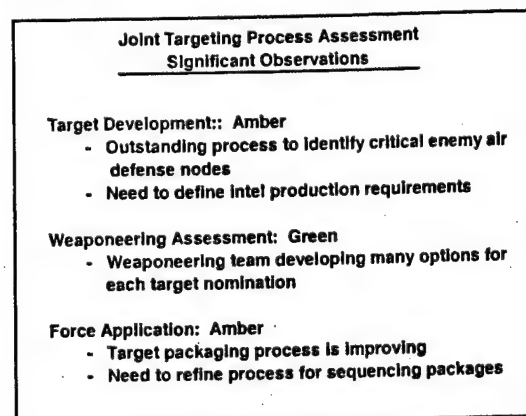 Joint Targeting Process Assessment
Significant Observations
Target Development:: Amber
- Outstanding process to identify critical enemy air
defense nodes
- Need to define intel production requirements
Weaponeering Assessment: Green
- Weaponeering team developing many options for
each target nomination
Force Application: Amber
- Target packaging process is improving
- Need to refine process for sequencing packages